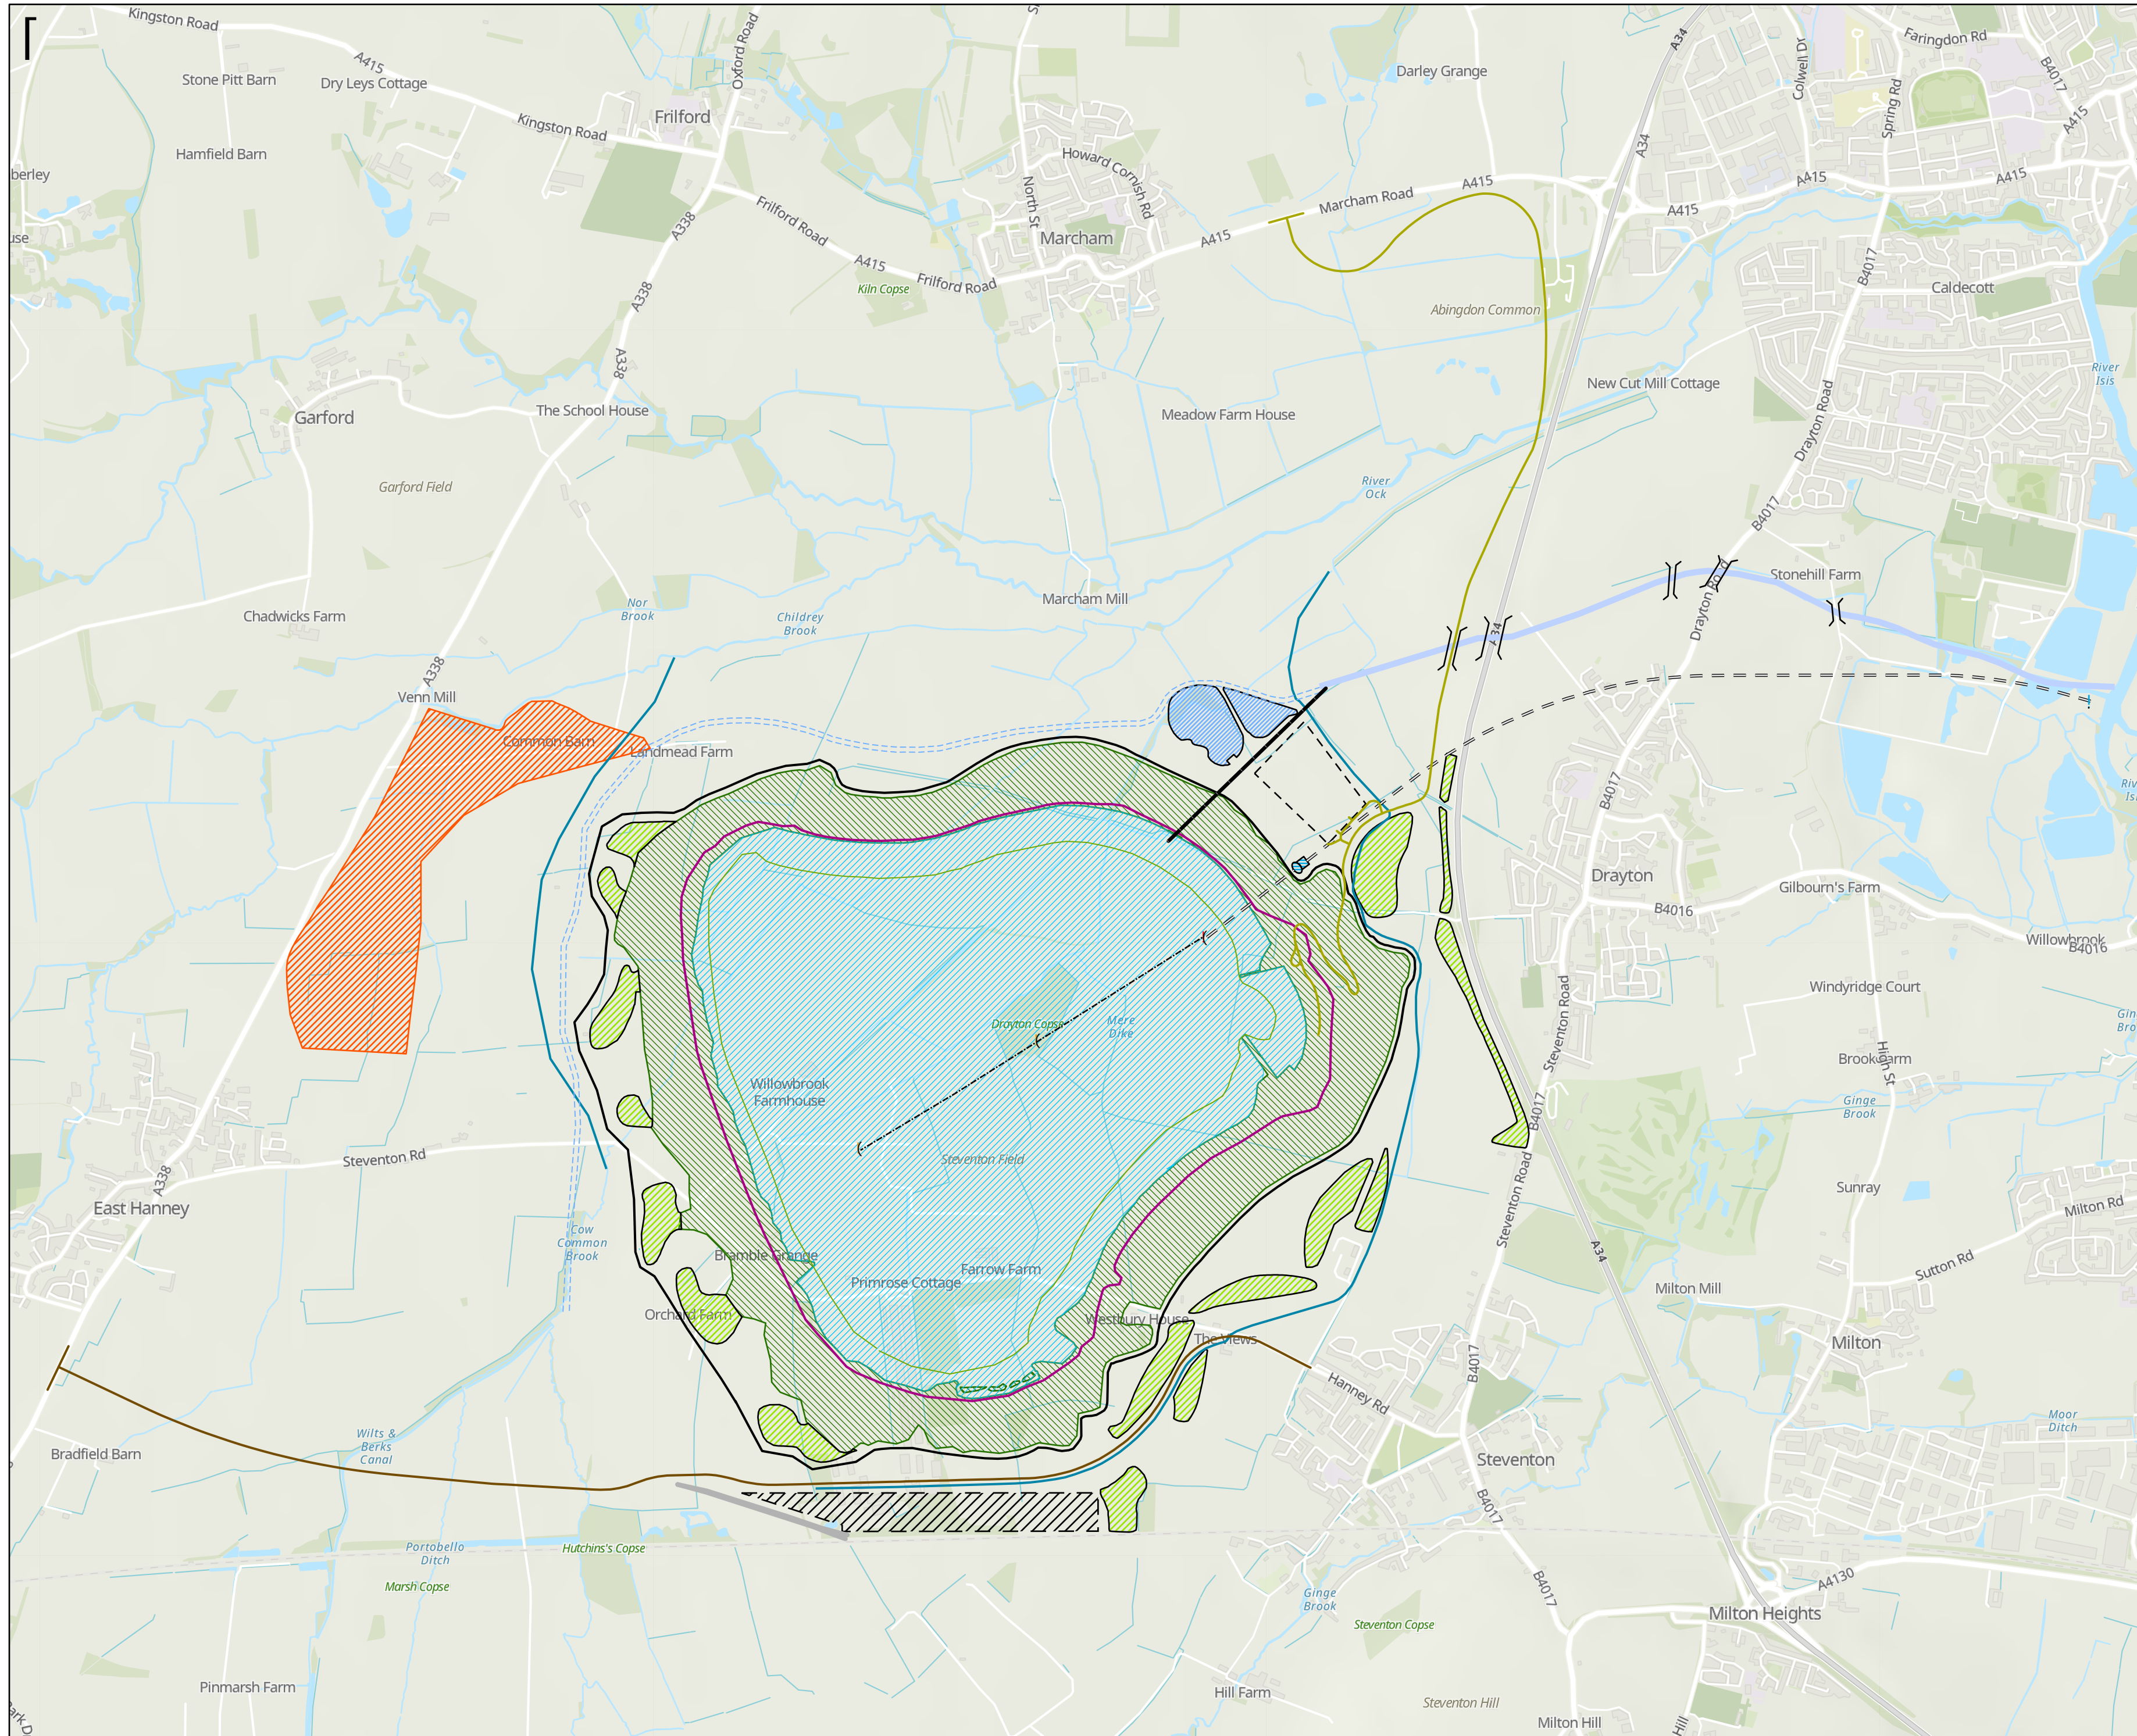 Kingston Road
A415
Stone Pitt Barn
Dry Leys Cottage
Oxford Road
Frilford
Kingston Road
Hamfield Barn
berley
use
Darley Grange
A34
A34
Colwell Dr
Faringdon Rd
Spring Rd
B4017
A415
A415
A415
A415
A415
Marcham Road
Howard Cornish Rd
North St
Marcham
A415
Frilford Road
A415
Frilford Road
Kiln Copse
A338
A338
A338
B4017
Caldecott
Abingdon Common
River
Isis
New Cut Mill Cottage
Garford
The School House
Meadow Farm House
Drayton Road
Garford Field
River
Ock
B4017
Chadwicks Farm
Nor
Brook
Childrey
Brook
Marcham Mill
Stonehill Farm
Drayton Road
A34
A338
Venn Mill
Common Barn
Landmead Farm
B4017
Drayton
Gilbourn's Farm
B4016
Willowbrook
B4016
Windyridge Court
Steventon Road
Drayton Copse
Mere
Dike
Willowbrook
Farmhouse
Brook Farm
High St
Ginge
Brook
B4017
Steventon Field
Steventon Rd
A338
East Hanney
Cow
Common
Brook
Steventon Road
Sunray
Milton Rd
Sutton Rd
A34
Bramble Grange
Primrose Cottage
Farrow Farm
Orchard Farm
Westbury House
The Views
Milton Mill
Milton
B4017
Hanney Rd
Steventon
Moor
Ditch
Bradfield Barn
Wilts &
Berks
Canal
B4017
Portobello
Ditch
Hutchins's Copse
Marsh Copse
Ginge
Brook
B4017
A4130
Milton Heights
Steventon Copse
Pinmarsh Farm
Hill Farm
Steventon Hill
Milton Hill
Hill